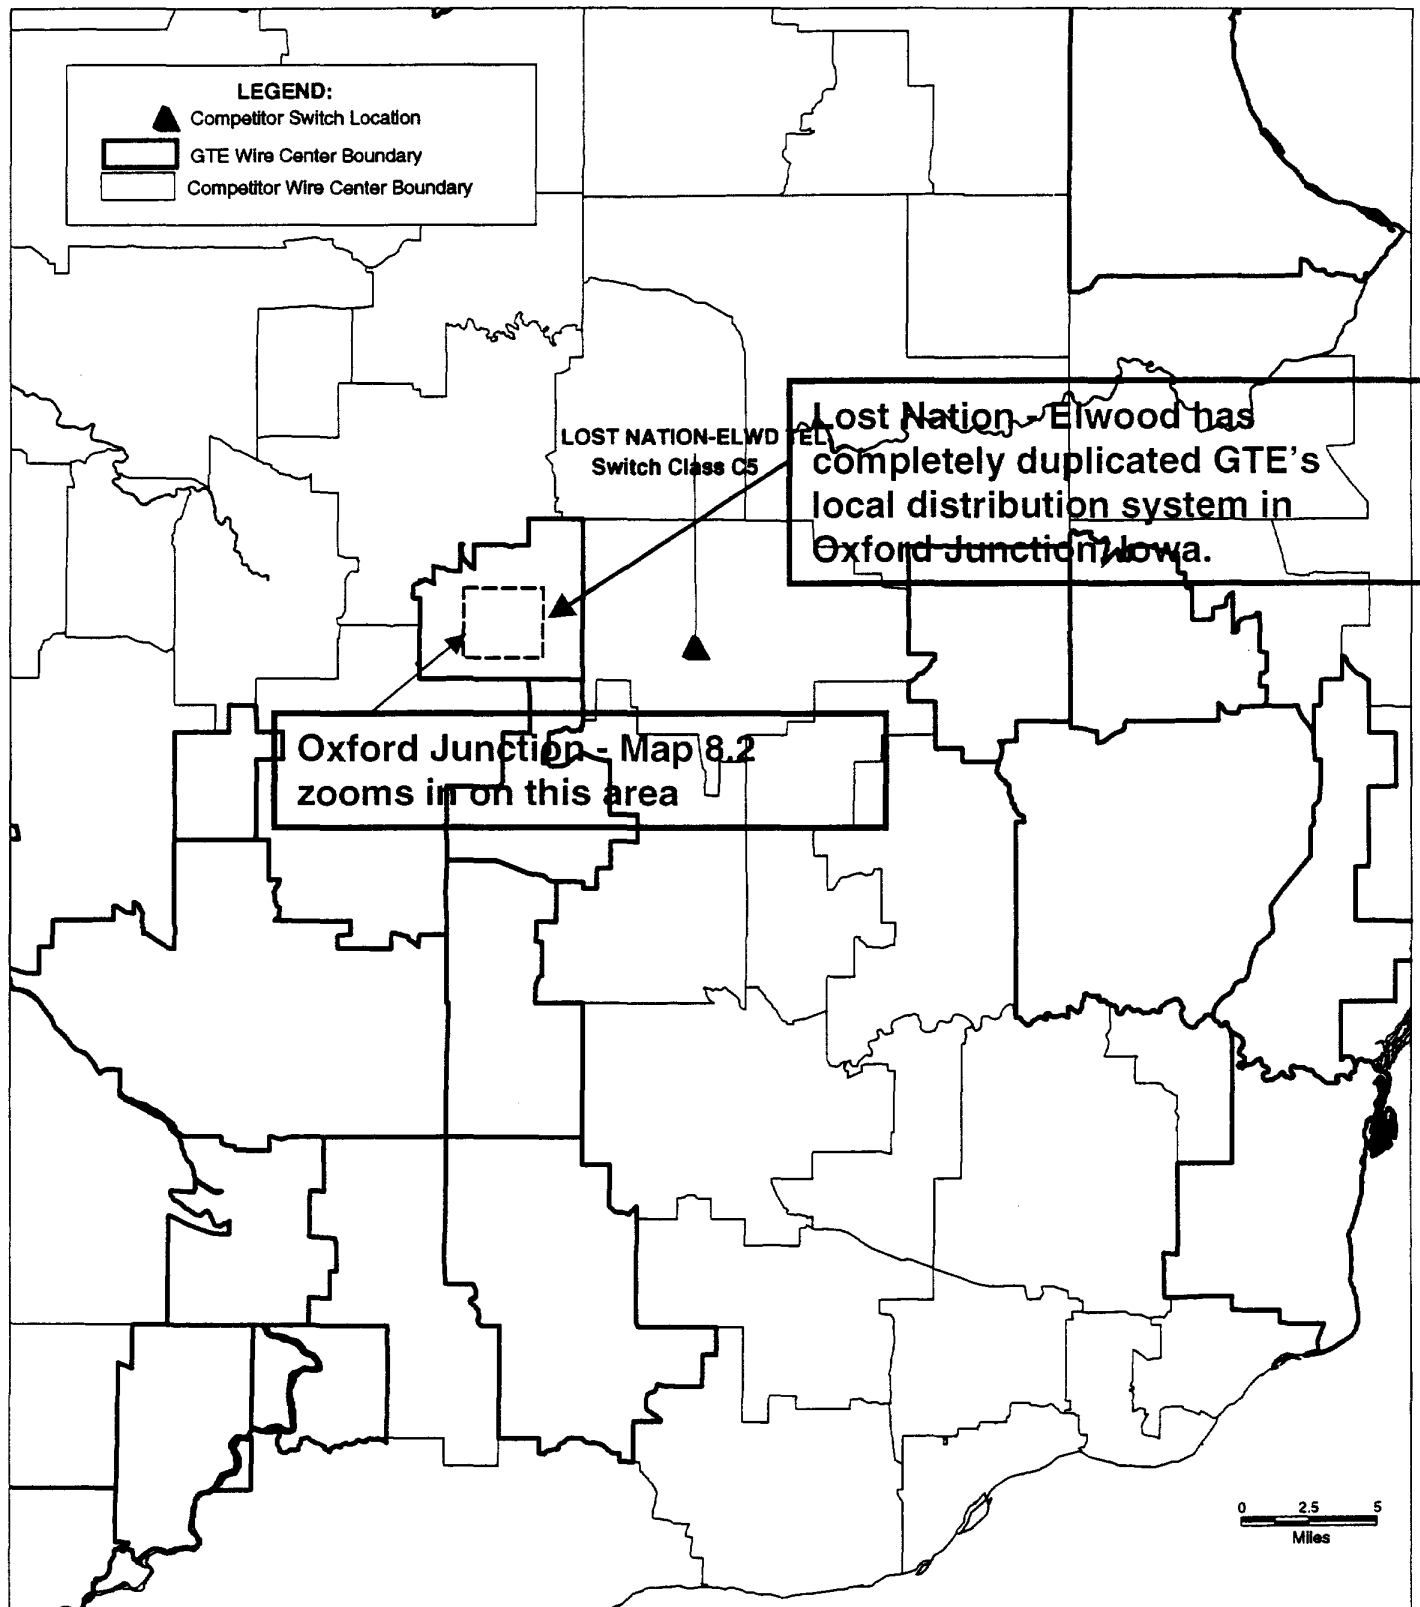 LEGEND:
Competitor Switch Location
GTE Wire Center Boundary
Competitor Wire Center Boundary
LOST NATION-ELWD TEL
Switch Class C5
Lost Nation - Elwood has
completely duplicated GTE's
local distribution system in
Oxford Junction, Iowa.
Oxford Junction - Map 8.2
zooms in on this area
0 2.5 5
Miles